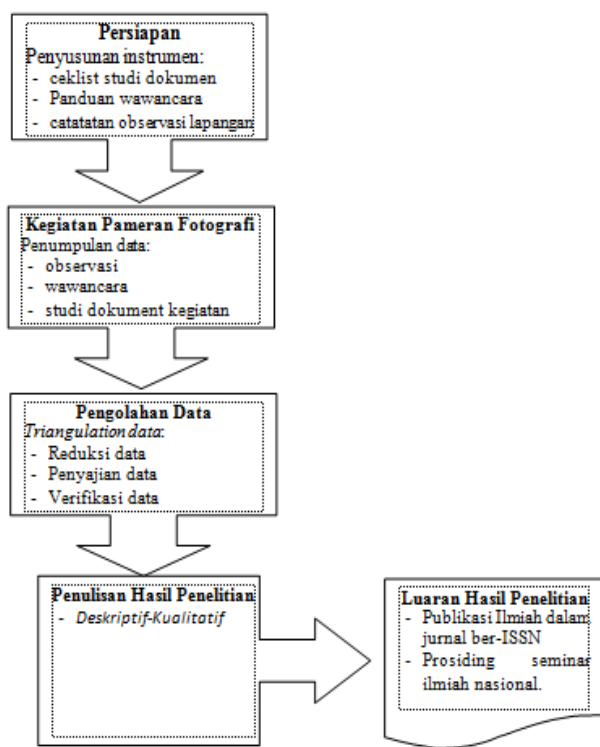 Persiapan
Penyusunan instrumen:
- ceklist studi dokumen
- Panduan wawancara
- catatatan observasi lapangan
Kegiatan Pameran Fotografi
Penumpulan data:
- observasi
- wawancara
- studi dokument kegiatan
Pengolahan Data
Triangulation data:
- Reduksi data
- Penyajian data
- Verifikasi data
Penulisan Hasil Penelitian
- Deskriptif-Kualitatif
Luaran Hasil Penelitian
- Publikasi Ilmiah dalam
jurnal ber-ISSN
- Prosiding seminar
ilmiah nasional.